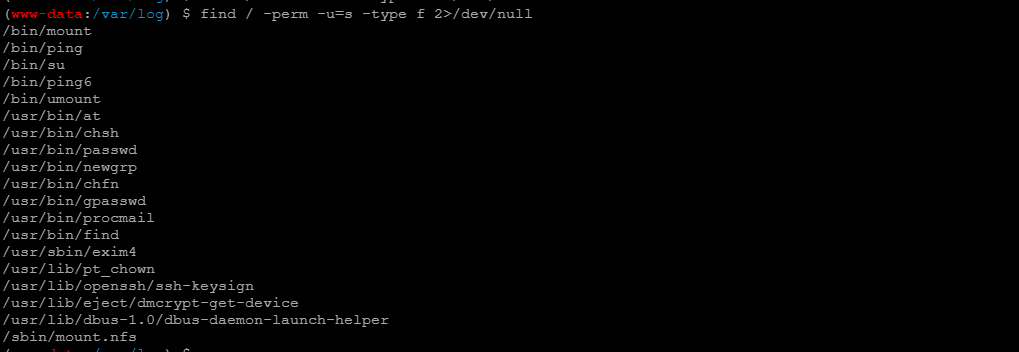 (www-data:/var/log) $ find / -perm -u=s -type f 2>/dev/null
/bin/mount
/bin/ping
/bin/su
/bin/ping6
/bin/umount
/usr/bin/at
/usr/bin/chsh
/usr/bin/passwd
/usr/bin/newgrp
/usr/bin/chfn
/usr/bin/gpasswd
/usr/bin/procmail
/usr/bin/find
/usr/sbin/exim4
/usr/lib/pt_chown
/usr/lib/openssh/ssh-keysign
/usr/lib/eject/dmcrypt-get-device
/usr/lib/dbus-1.0/dbus-daemon-launch-helper
/sbin/mount.nfs